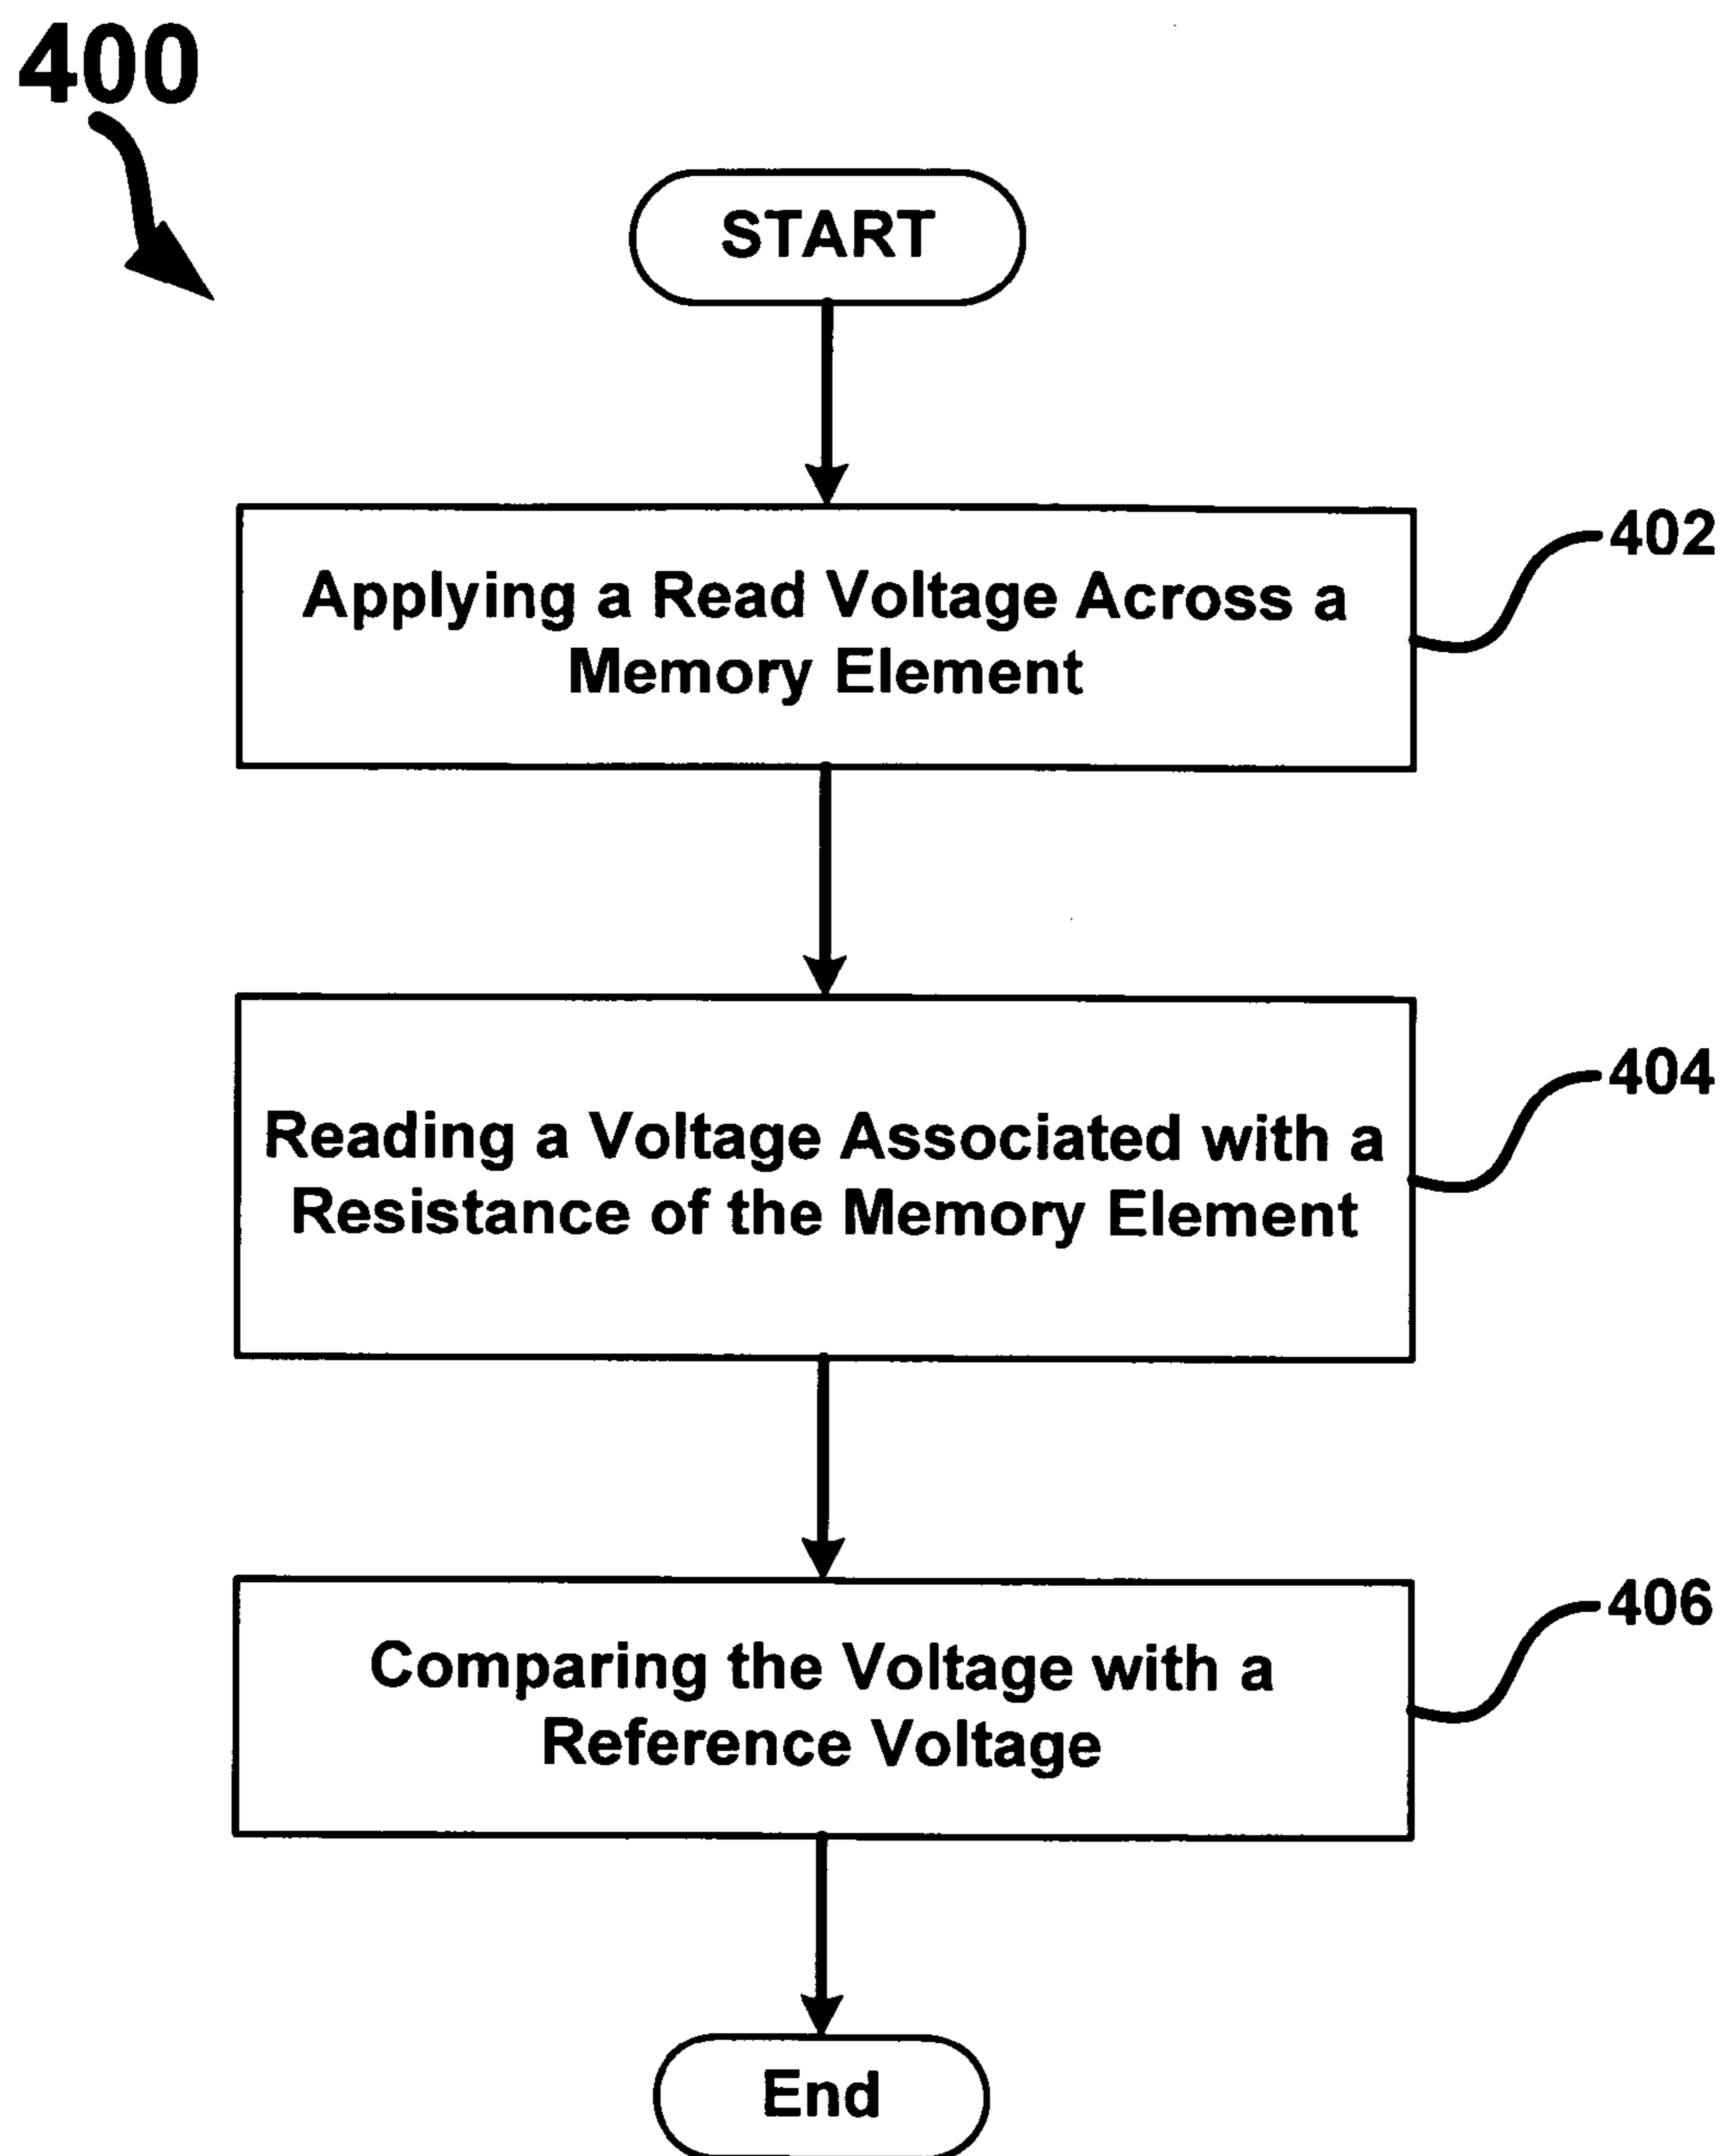 400
START
Applying a Read Voltage Across a
Memory Element
402
Reading a Voltage Associated with a
Resistance of the Memory Element
404
Comparing the Voltage with a
Reference Voltage
406
End